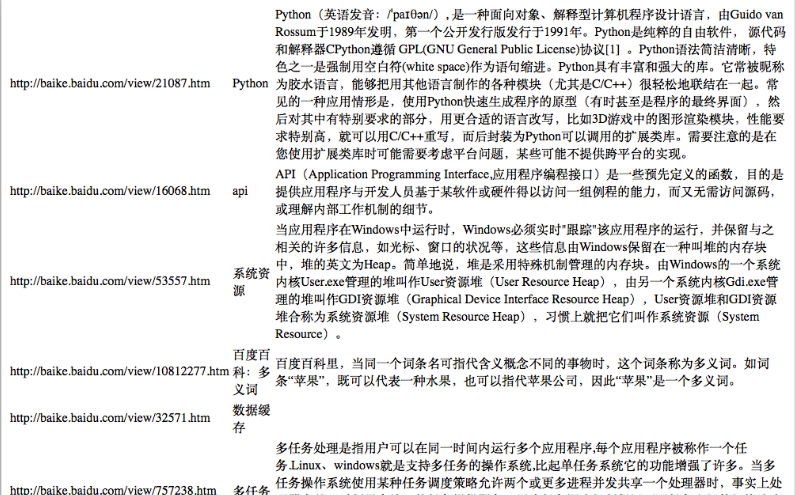 Python（英语发音：/ˈpaɪθən/）, 是一种面向对象、解释型计算机程序设计语言，由Guido van
Rossum于1989年发明，第一个公开发行版发行于1991年。Python是纯粹的自由软件， 源代码
和解释器CPython遵循 GPL(GNU General Public License)协议[1] 。Python语法简洁清晰，特
色之一是强制用空白符(white space)作为语句缩进。Python具有丰富和强大的库。它常被昵称
http://baike.baidu.com/view/21087.htm Python 为胶水语言，能够把用其他语言制作的各种模块（尤其是C/C++）很轻松地联结在一起。常
见的一种应用情形是，使用Python快速生成程序的原型（有时甚至是程序的最终界面），然
后对其中有特别要求的部分，用更合适的语言改写，比如3D游戏中的图形渲染模块，性能要
求特别高，就可以用C/C++重写，而后封装为Python可以调用的扩展类库。需要注意的是在
您使用扩展类库时可能需要考虑平台问题，某些可能不提供跨平台的实现。
API（Application Programming Interface,应用程序编程接口）是一些预先定义的函数，目的是
http://baike.baidu.com/view/16068.htm api 提供应用程序与开发人员基于某软件或硬件得以访问一组例程的能力，而又无需访问源码，
或理解内部工作机制的细节。
当应用程序在Windows中运行时，Windows必须实时"跟踪"该应用程序的运行，并保留与之
相关的许多信息，如光标、窗口的状况等，这些信息由Windows保留在一种叫堆的内存块
中，堆的英文为Heap。简单地说，堆是采用特殊机制管理的内存块。由Windows的一个系统
http://baike.baidu.com/view/53557.htm 系统资源 内核User.exe管理的堆叫作User资源堆（User Resource Heap），由另一个系统内核Gdi.exe管
理的堆叫作GDI资源堆（Graphical Device Interface Resource Heap），User资源堆和GDI资源
堆合称为系统资源堆（System Resource Heap），习惯上就把它们叫作系统资源（System
Resource）。
http://baike.baidu.com/view/10812277.htm 百度百科：多义词 百度百科里，当同一个词条名可指代含义概念不同的事物时，这个词条称为多义词。如词
条“苹果”，既可以代表一种水果，也可以指代苹果公司，因此“苹果”是一个多义词。
http://baike.baidu.com/view/32571.htm 数据缓存
多任务处理是指用户可以在同一时间内运行多个应用程序,每个应用程序被称作一个任
务.Linux、windows就是支持多任务的操作系统,比起单任务系统它的功能增强了许多。当多
http://baike.baidu.com/view/757238.htm 多任务 任务操作系统使用某种任务调度策略允许两个或更多进程并发共享一个处理器时，事实上处